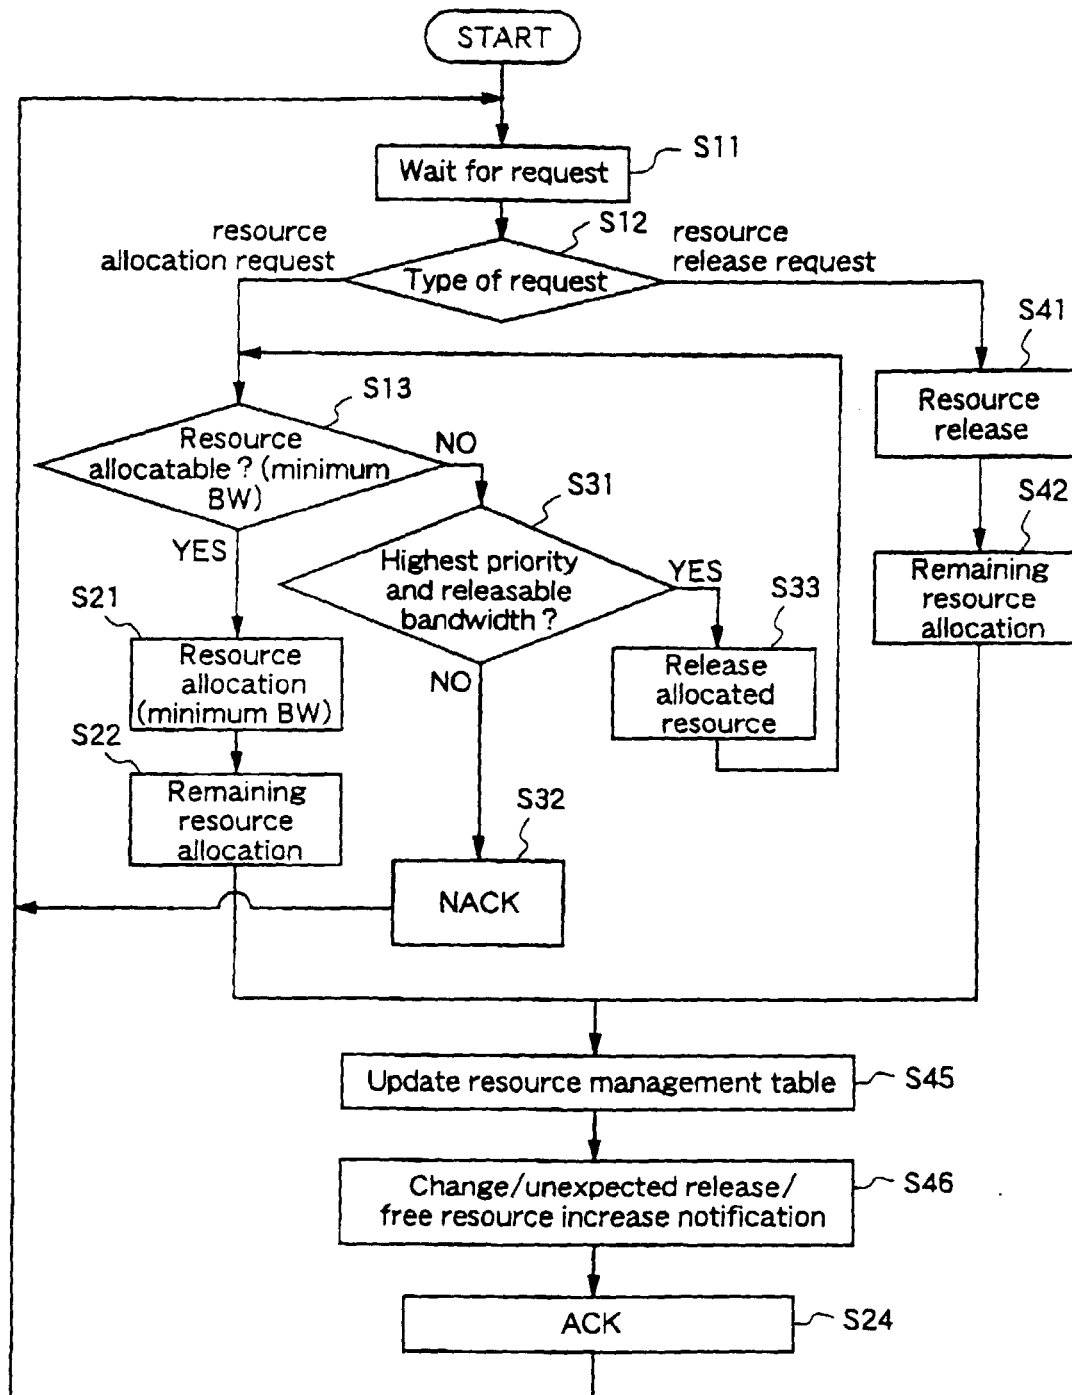 START
Wait for request
S11
S12
resource
allocation request
Type of request
resource
release request
S41
Resource
release
S13
Resource
allocatable ? (minimum
BW)
NO
YES
S31
Highest priority
and releasable
bandwidth ?
YES
NO
S42
Remaining
resource
allocation
S33
Release
allocated
resource
S21
Resource
allocation
(minimum BW)
S22
Remaining
resource
allocation
S32
NACK
Update resource management table
S45
Change/unexpected release/
free resource increase notification
S46
ACK
S24